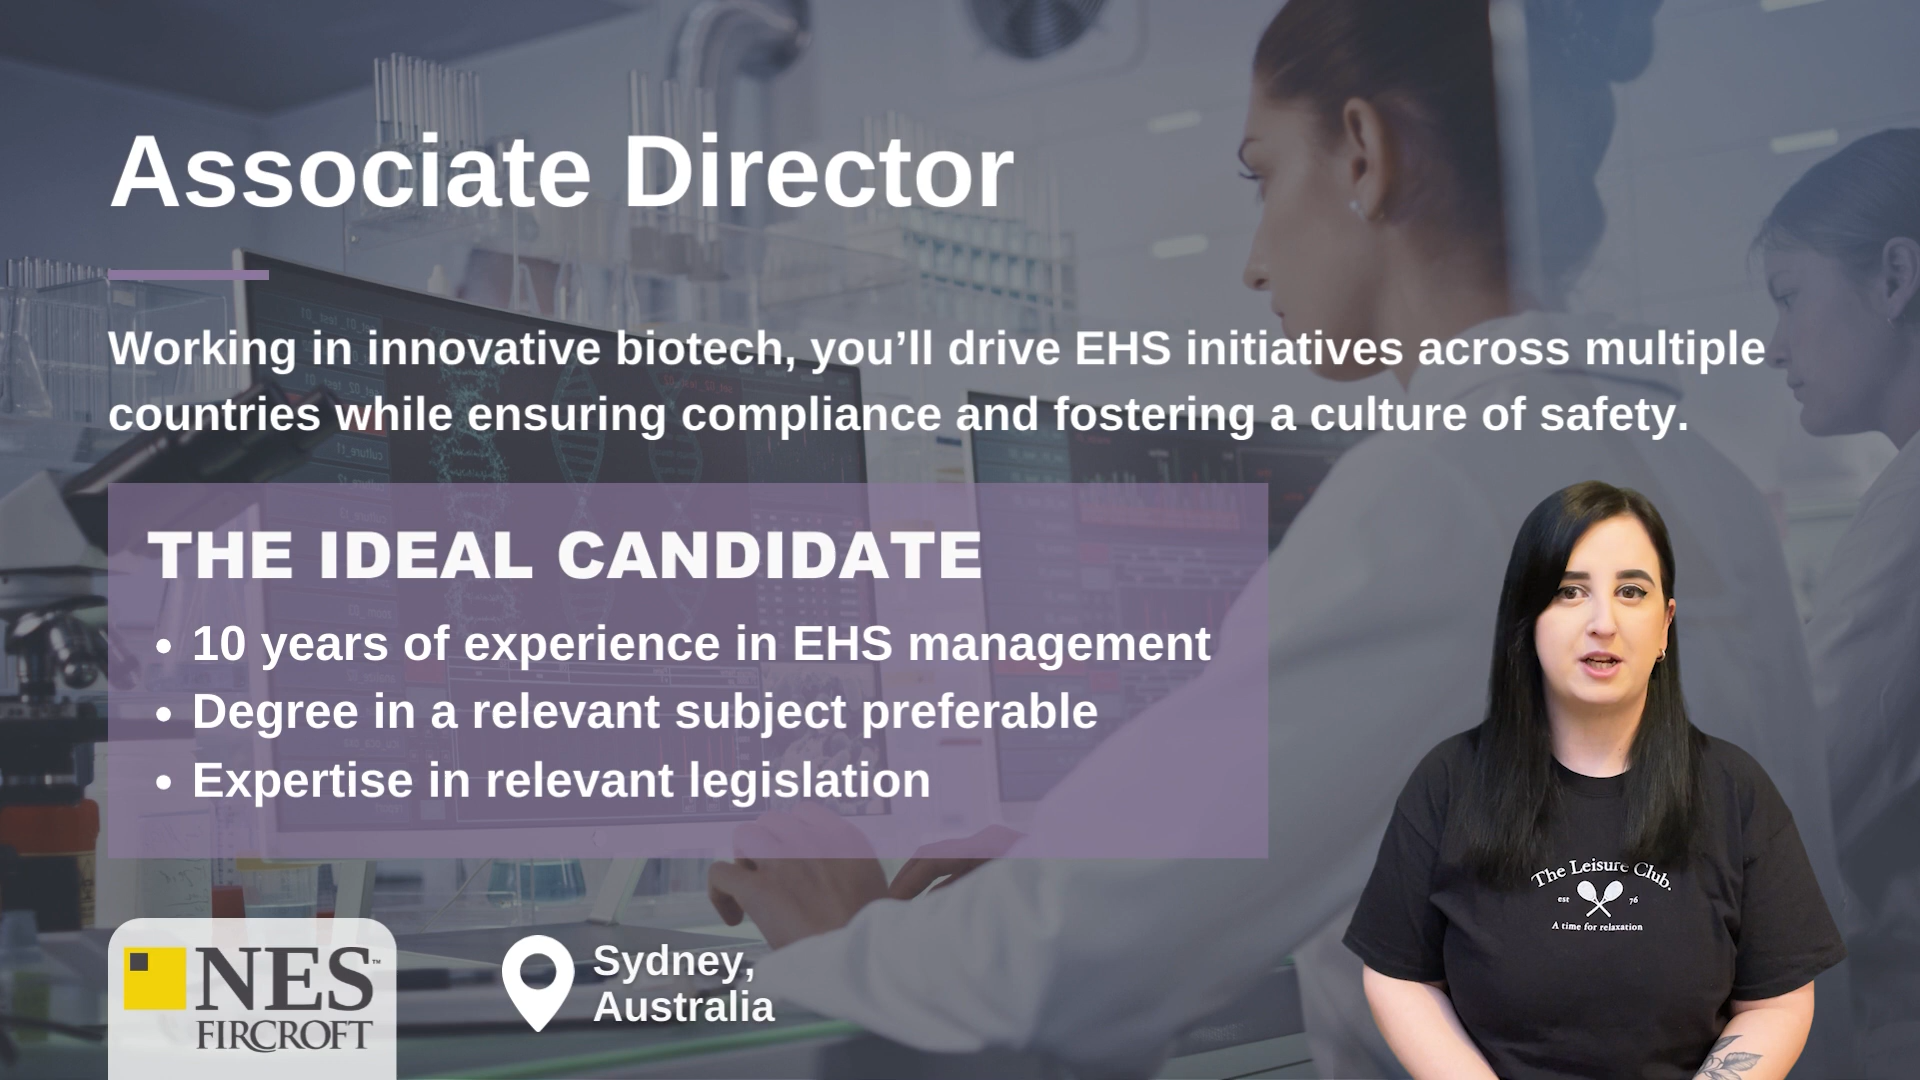 Associate Director
Working in innovative biotech, you’ll drive EHS initiatives across multiple
countries while ensuring compliance and fostering a culture of safety.
THE IDEAL CANDIDATE
• 10 years of experience in EHS management
• Degree in a relevant subject preferable
• Expertise in relevant legislation
The Leisure Club.
est 76
A time for relaxation
NES™
FIRCROFT
Sydney,
Australia